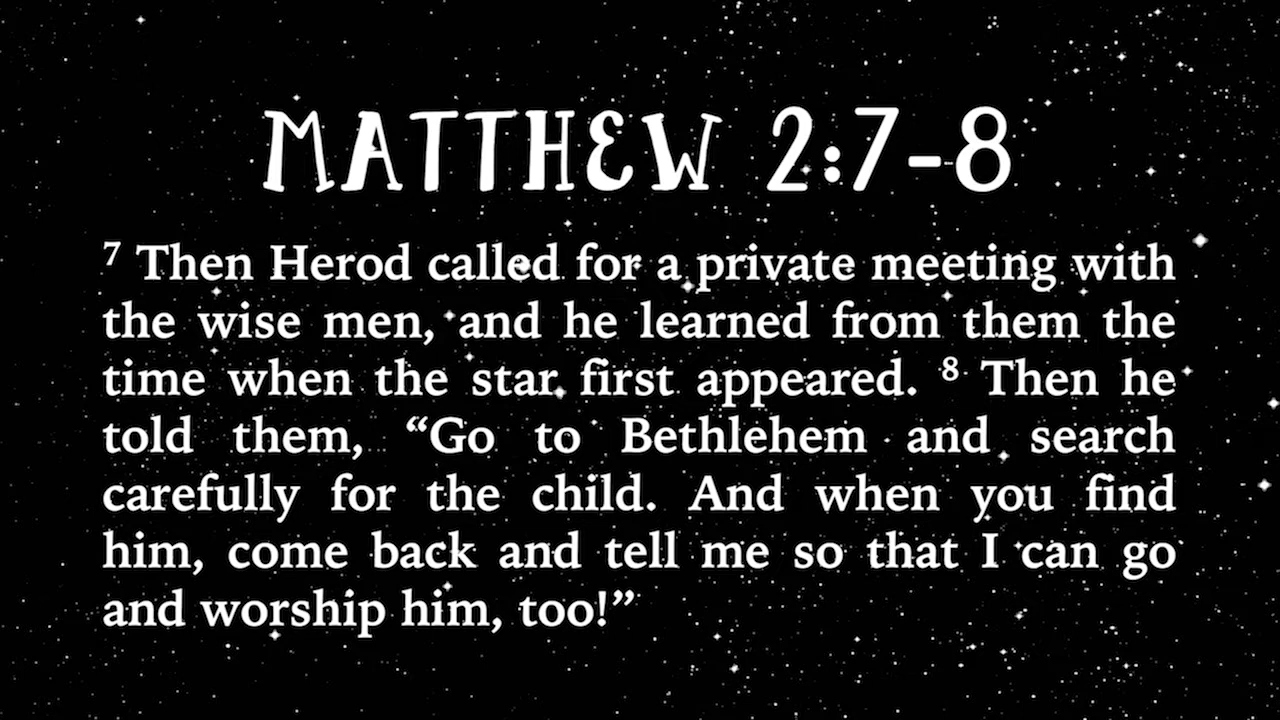 MATTHEW 2:7-8
⁷ Then Herod called for a private meeting with
the wise men, and he learned from them the
time when the star first appeared. ⁸ Then he
told them, “Go to Bethlehem and search
carefully for the child. And when you find
him, come back and tell me so that I can go
and worship him, too!”